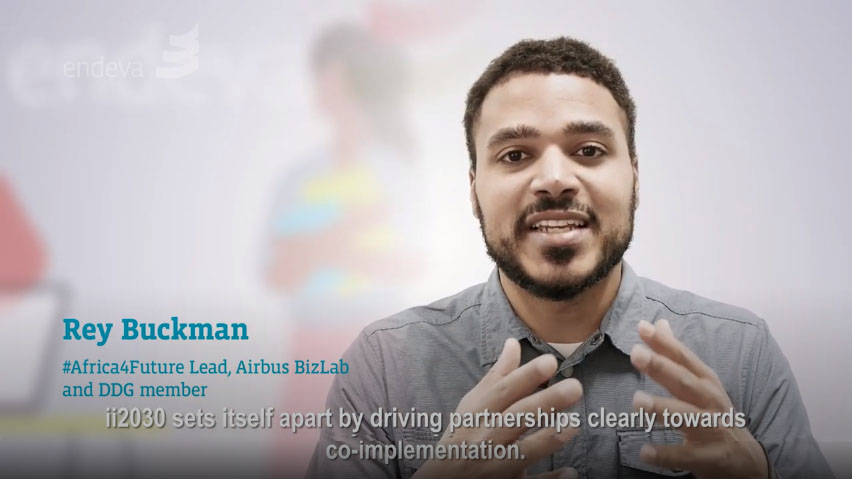 endeva
Rey Buckman
#Africa4Future Lead, Airbus BizLab
and DDG member
ii2030 sets itself apart by driving partnerships clearly towards
co-implementation.